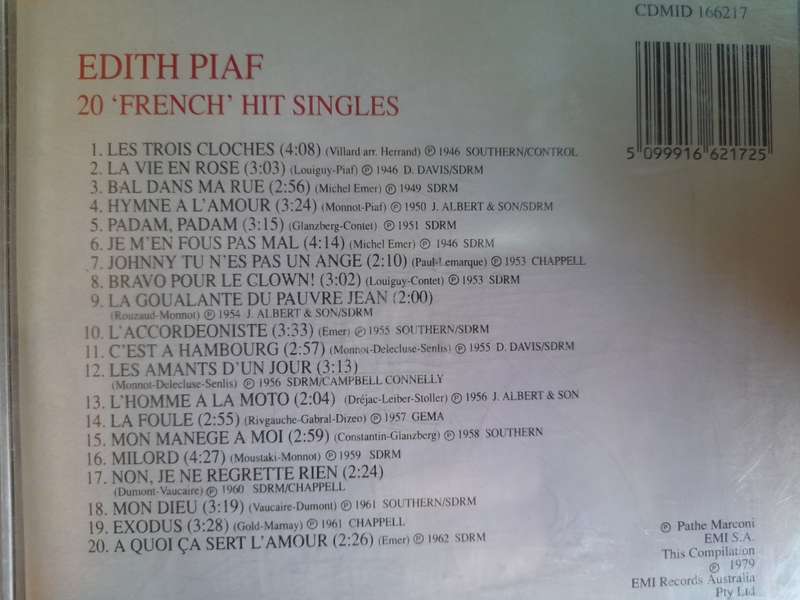 CDMID 166217
EDITH PIAF
20 'FRENCH' HIT SINGLES
5 099916 621725
1. LES TROIS CLOCHES (4:08) (Villard arr. Herrand) ℗ 1946 SOUTHERN/CONTROL
2. LA VIE EN ROSE (3:03) (Louiguy-Piaf) ℗ 1946 D. DAVIS/SDRM
3. BAL DANS MA RUE (2:56) (Michel Emer) ℗ 1949 SDRM
4. HYMNE A L'AMOUR (3:24) (Monnot-Piaf) ℗ 1950 J. ALBERT & SON/SDRM
5. PADAM, PADAM (3:15) (Glanzberg-Contet) ℗ 1951 SDRM
6. JE M'EN FOUS PAS MAL (4:14) (Michel Emer) ℗ 1946 SDRM
7. JOHNNY TU N'ES PAS UN ANGE (2:10) (Paul-Lemarque) ℗ 1953 CHAPPELL
8. BRAVO POUR LE CLOWN! (3:02) (Louiguy-Contet) ℗ 1953 SDRM
9. LA GOUALANTE DU PAUVRE JEAN (2:00)
(Rouzaud-Monnot) ℗ 1954 J. ALBERT & SON/SDRM
10. L'ACCORDEONISTE (3:33) (Emer) ℗ 1955 SOUTHERN/SDRM
11. C'EST A HAMBOURG (2:57) (Monnot-Delecluse-Senlis) ℗ 1955 D. DAVIS/SDRM
12. LES AMANTS D'UN JOUR (3:13)
(Monnot-Delecluse-Senlis) ℗ 1956 SDRM/CAMPBELL CONNELLY
13. L'HOMME A LA MOTO (2:04) (Dréjac-Leiber-Stoller) ℗ 1956 J. ALBERT & SON
14. LA FOULE (2:55) (Rivgauche-Gabral-Dizeo) ℗ 1957 GEMA
15. MON MANEGE A MOI (2:59) (Constantin-Glanzberg) ℗ 1958 SOUTHERN
16. MILORD (4:27) (Moustaki-Monnot) ℗ 1959 SDRM
17. NON, JE NE REGRETTE RIEN (2:24)
(Dumont-Vaucaire) ℗ 1960 SDRM/CHAPPELL
18. MON DIEU (3:19) (Vaucaire-Dumont) ℗ 1961 SOUTHERN/SDRM
19. EXODUS (3:28) (Gold-Marnay) ℗ 1961 CHAPPELL
20. A QUOI ÇA SERT L'AMOUR (2:26) (Emer) ℗ 1962 SDRM
℗ Pathe Marconi
EMI S.A.
This Compilation
℗ 1979
EMI Records Australia
Pty Ltd